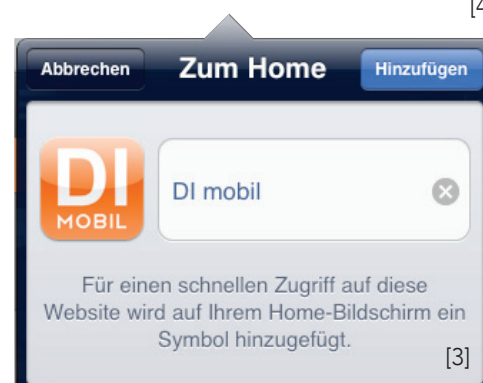 [4
Abbrechen Zum Home Hinzufügen
DI
MOBIL
DI mobil
Für einen schnellen Zugriff auf diese
Website wird auf Ihrem Home-Bildschirm ein
Symbol hinzugefügt.
[3]